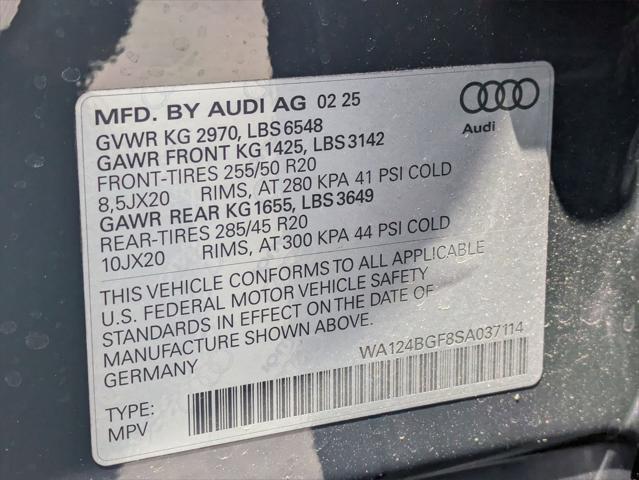 MFD. BY AUDI AG 02 25
Audi
GVWR KG 2970, LBS 6548
GAWR FRONT KG 1425, LBS 3142
FRONT-TIRES 255/50 R20
8,5JX20 RIMS, AT 280 KPA 41 PSI COLD
GAWR REAR KG 1655, LBS 3649
REAR-TIRES 285/45 R20
10JX20 RIMS, AT 300 KPA 44 PSI COLD
THIS VEHICLE CONFORMS TO ALL APPLICABLE
U.S. FEDERAL MOTOR VEHICLE SAFETY
STANDARDS IN EFFECT ON THE DATE OF
MANUFACTURE SHOWN ABOVE.
GERMANY
WA124BGF8SA037114
TYPE:
MPV